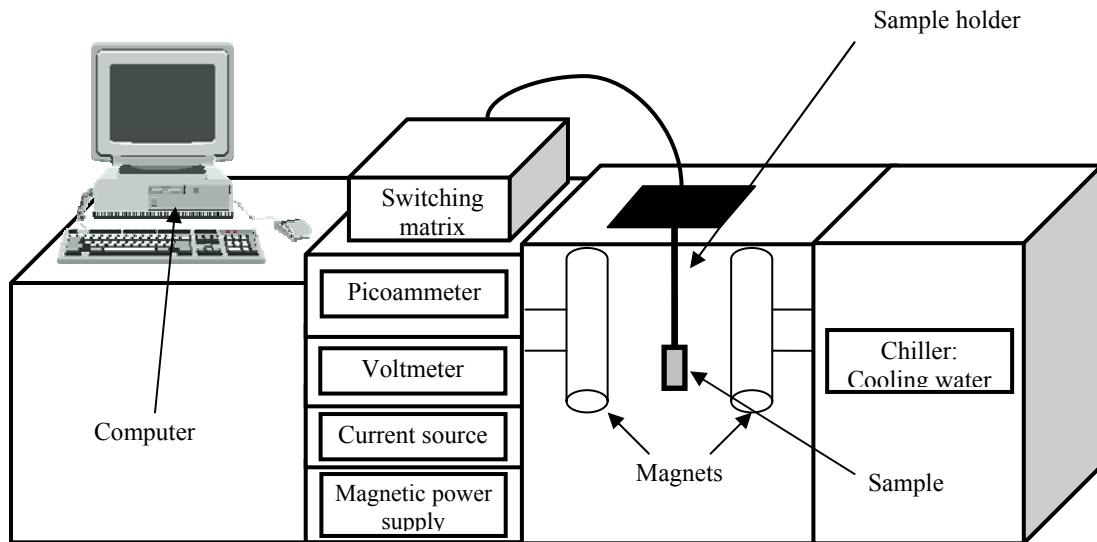 Sample holder
Switching
matrix
Picoammeter
Voltmeter
Chiller:
Cooling water
Computer
Current source
Magnets
Sample
Magnetic power
supply